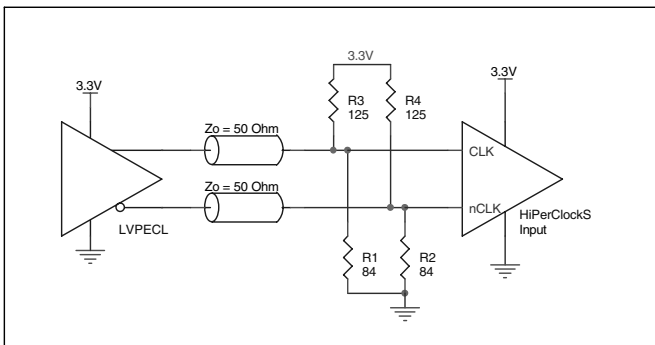 3.3V
3.3V
3.3V
R3
125
R4
125
Zo = 50 Ohm
CLK
Zo = 50 Ohm
nCLK
LVPECL
HiPerClockS
Input
R1
84
R2
84